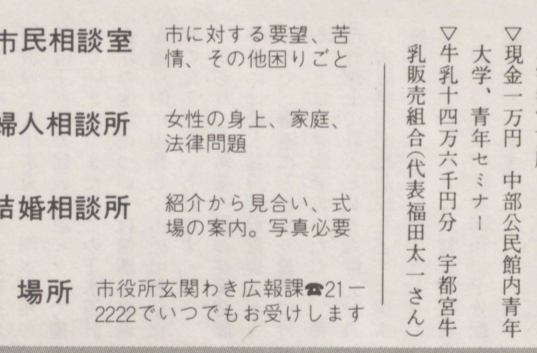 ▽現金一万円 中部公民館内青年
大学、青年セミナー
▽牛乳十四万六千円分 宇都宮牛
乳販売組合(代表福田太一さん)
市民相談室
市に対する要望、苦
情、その他困りごと
婦人相談所
女性の身上、家庭、
法律問題
結婚相談所
紹介から見合い、式
場の案内。写真必要
場所
市役所玄関わき広報課☎21-
2222でいつでもお受けします